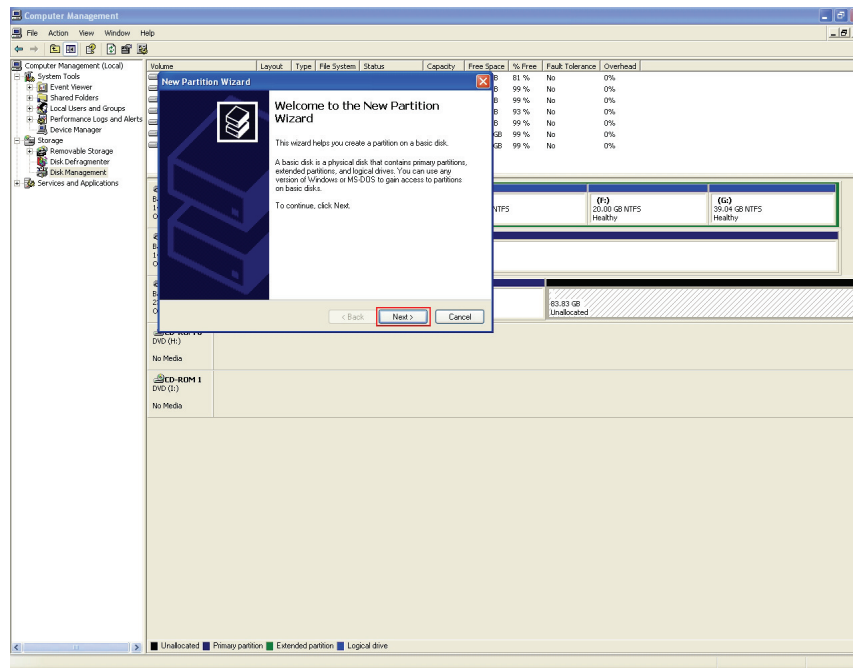 Computer Management
File Action View Window Help
Volume Layout Type File System Status Capacity Free Space % Free Fault Tolerance Overhead
Computer Management (Local)
System Tools
Event Viewer
Shared Folders
Local Users and Groups
Performance Logs and Alerts
Device Manager
Storage
Removable Storage
Disk Defragmenter
Disk Management
Services and Applications
B 81 % No 0%
B 99 % No 0%
B 99 % No 0%
B 93 % No 0%
B 99 % No 0%
GB 99 % No 0%
GB 99 % No 0%
New Partition Wizard
Welcome to the New Partition
Wizard
This wizard helps you create a partition on a basic disk.
A basic disk is a physical disk that contains primary partitions,
extended partitions, and logical drives. You can use any
version of Windows or MS-DOS to gain access to partitions
on basic disks.
To continue, click Next.
< Back Next > Cancel
NTFS
(F:)
20.00 GB NTFS
Healthy
(G:)
39.04 GB NTFS
Healthy
83.83 GB
Unallocated
DVD (H:)
No Media
CD-ROM 1
DVD (I:)
No Media
Unallocated Primary partition Extended partition Logical drive